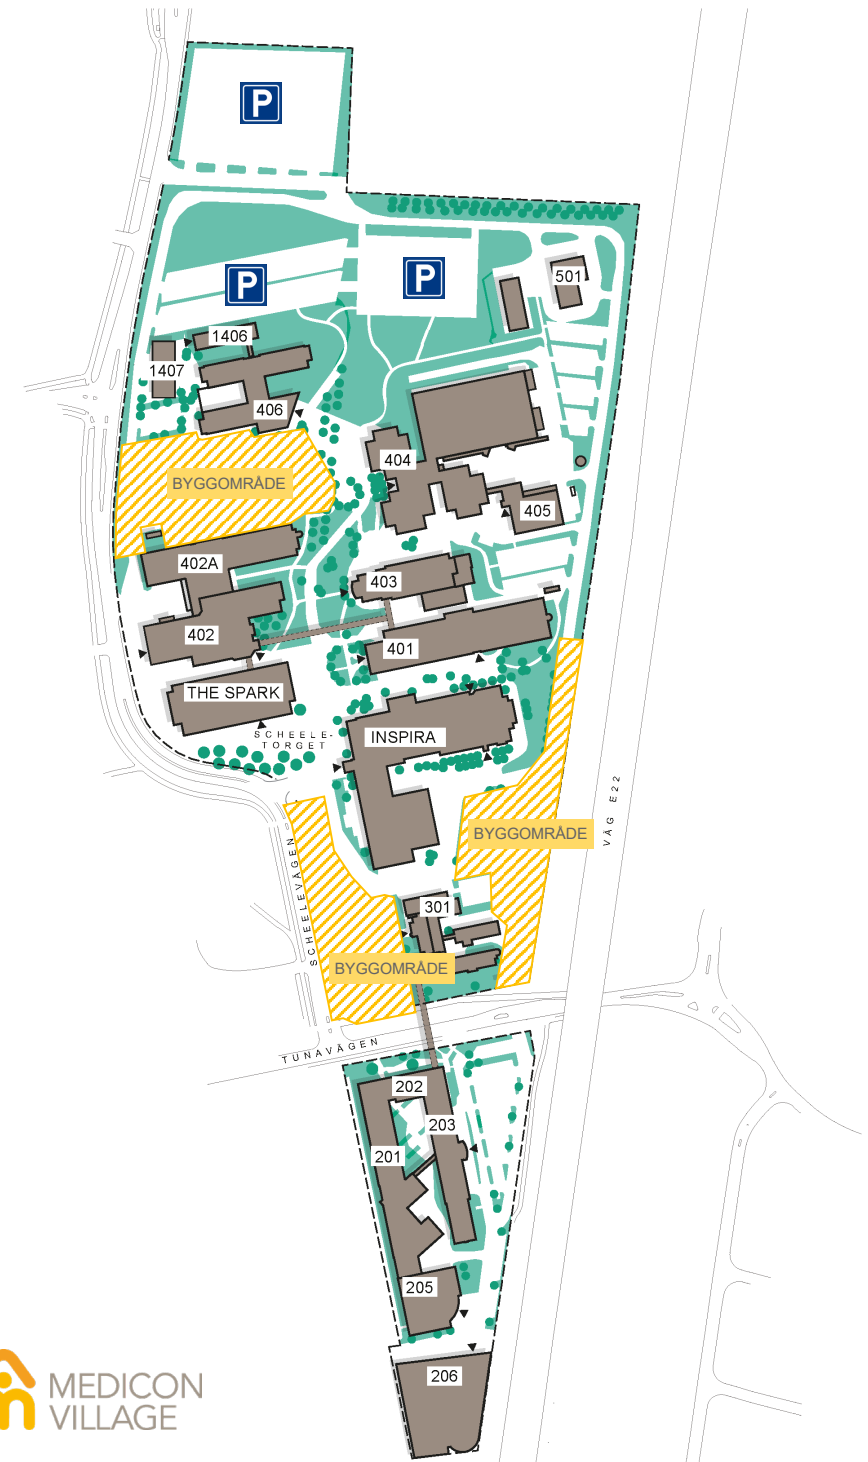 P
P
P
501
1406
1407
406
404
BYGGOMRÅDE
405
402A
403
402
401
THE SPARK
SCHEELE-
TORGET
INSPIRA
VÄG E22
BYGGOMRÅDE
SCHEELEVÄGEN
301
BYGGOMRÅDE
TUNAVÄGEN
202
203
201
205
206
MEDICON
VILLAGE